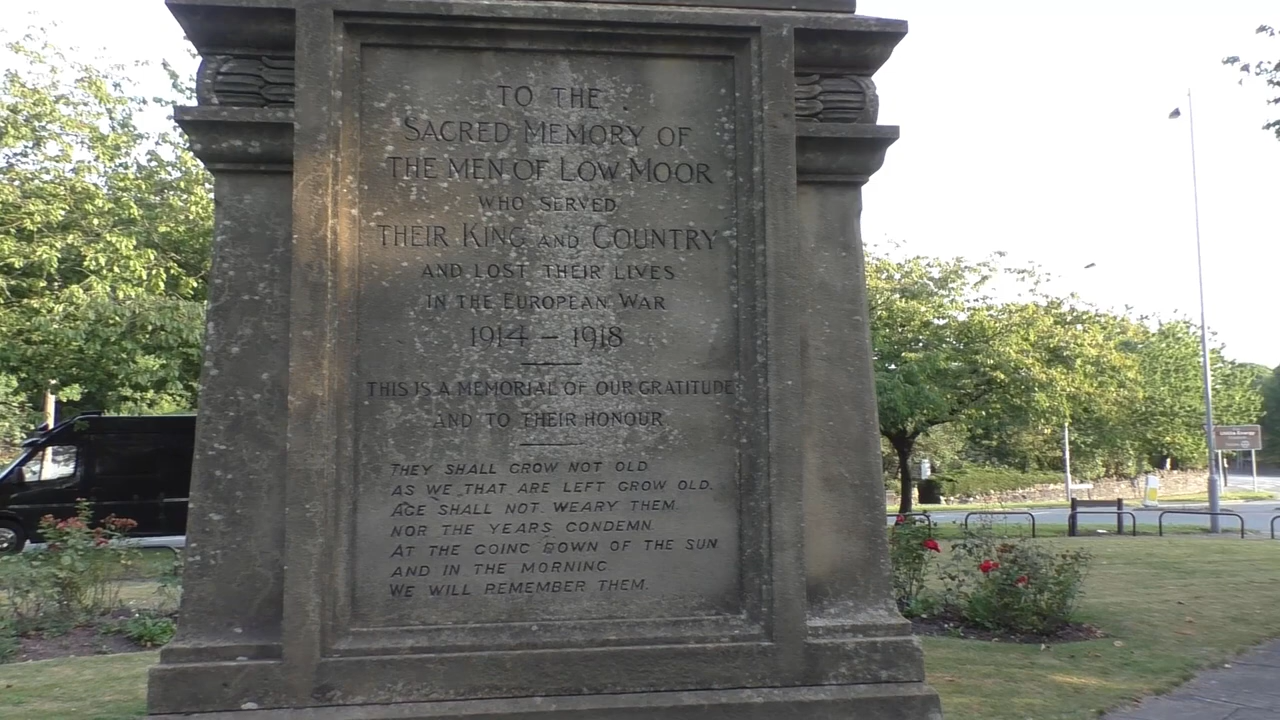 TO THE
SACRED MEMORY OF
THE MEN OF LOW MOOR
WHO SERVED
THEIR KING AND COUNTRY
AND LOST THEIR LIVES
IN THE EUROPEAN WAR
1914 – 1918
THIS IS A MEMORIAL OF OUR GRATITUDE
AND TO THEIR HONOUR
THEY SHALL GROW NOT OLD
AS WE THAT ARE LEFT GROW OLD.
AGE SHALL NOT WEARY THEM
NOR THE YEARS CONDEMN.
AT THE GOING DOWN OF THE SUN
AND IN THE MORNING.
WE WILL REMEMBER THEM.